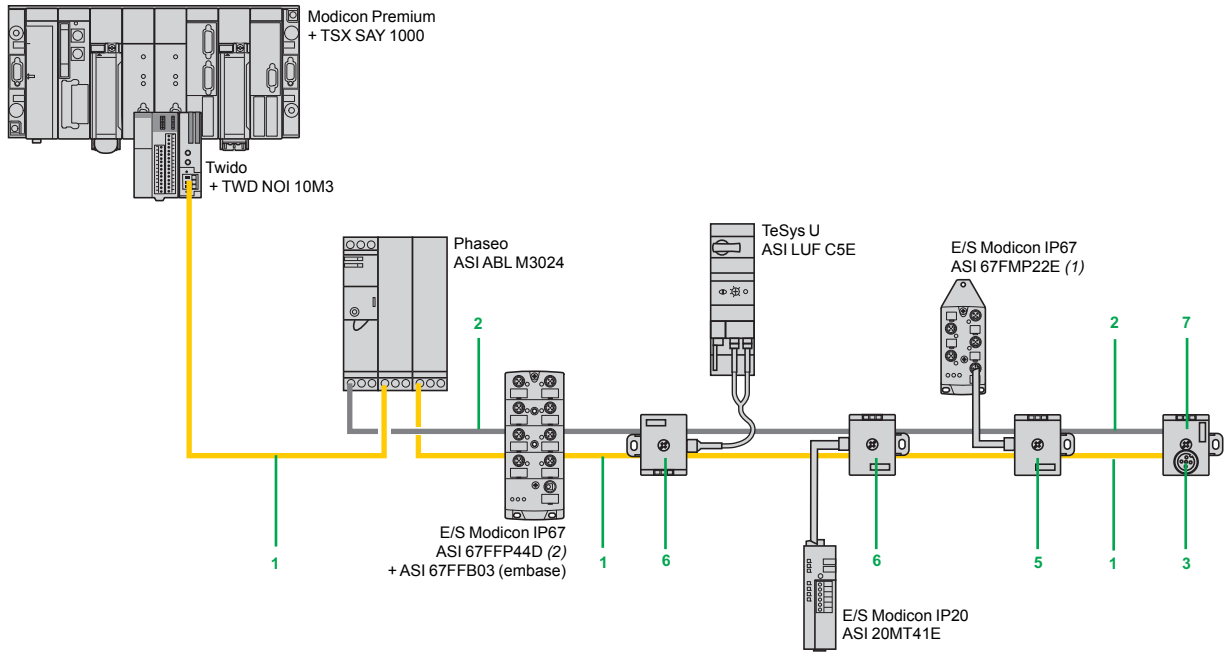 Modicon Premium
+ TSX SAY 1000
Twido
+ TWD NOI 10M3
Phaseo
ASI ABL M3024
TeSys U
ASI LUF C5E
E/S Modicon IP67
ASI 67FMP22E (1)
2
2
7
E/S Modicon IP67
ASI 67FFP44D (2)
+ ASI 67FFB03 (embase)
1
1
6
6
5
1
3
E/S Modicon IP20
ASI 20MT41E